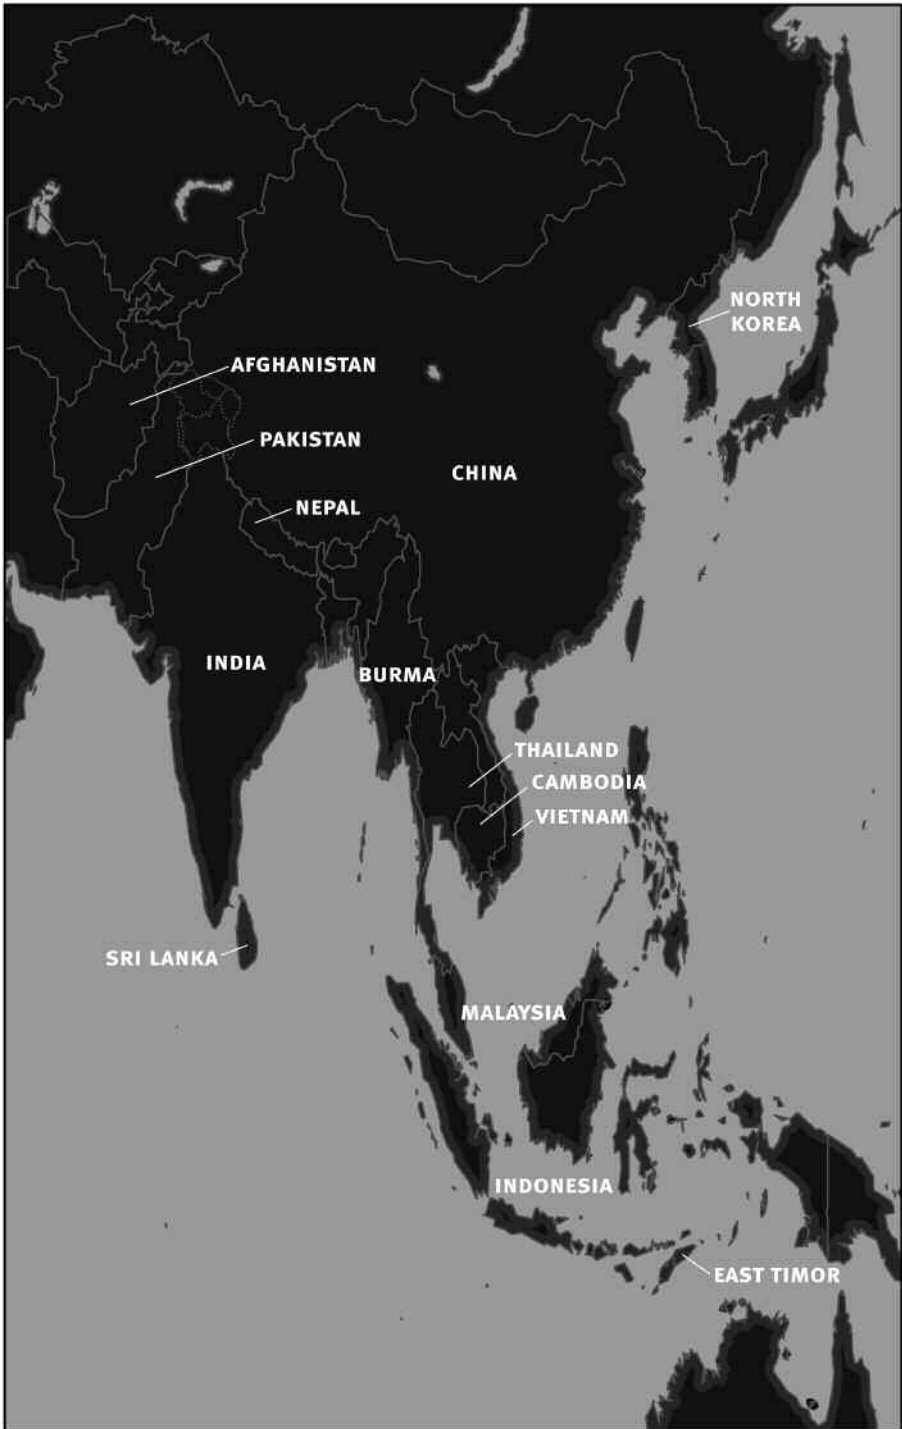 NORTH
KOREA
AFGHANISTAN
PAKISTAN
CHINA
NEPAL
INDIA
BURMA
THAILAND
CAMBODIA
VIETNAM
SRI LANKA
MALAYSIA
INDONESIA
EAST TIMOR